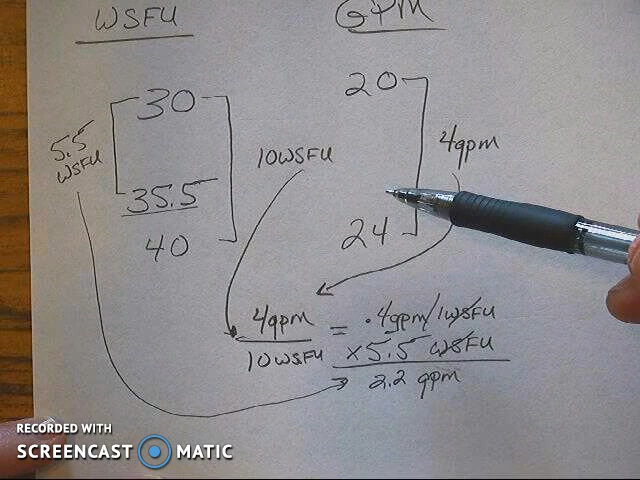 WSFU GPM
30 20
5.5
WSFU
10WSFU 4gpm
35.5
40 24
4gpm = .4gpm/1WSFU
10WSFU x5.5 WSFU
2.2 gpm
RECORDED WITH
SCREENCAST MATIC